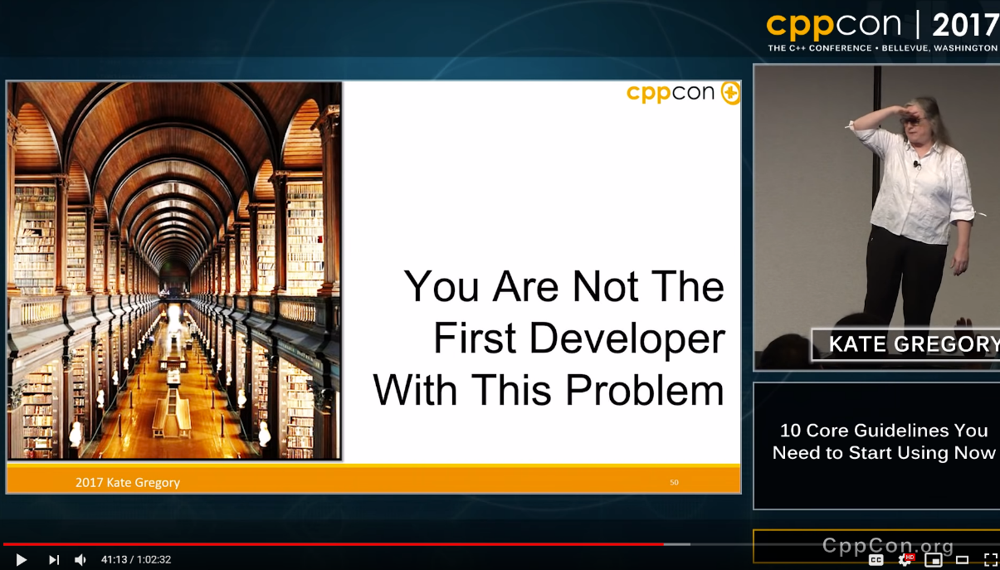 cppcon | 2017
THE C++ CONFERENCE • BELLEVUE, WASHINGTON
cppcon
You Are Not The
First Developer
With This Problem
2017 Kate Gregory
50
KATE GREGORY
10 Core Guidelines You
Need to Start Using Now
CppCon.org
41:13 / 1:02:32
CC
HD